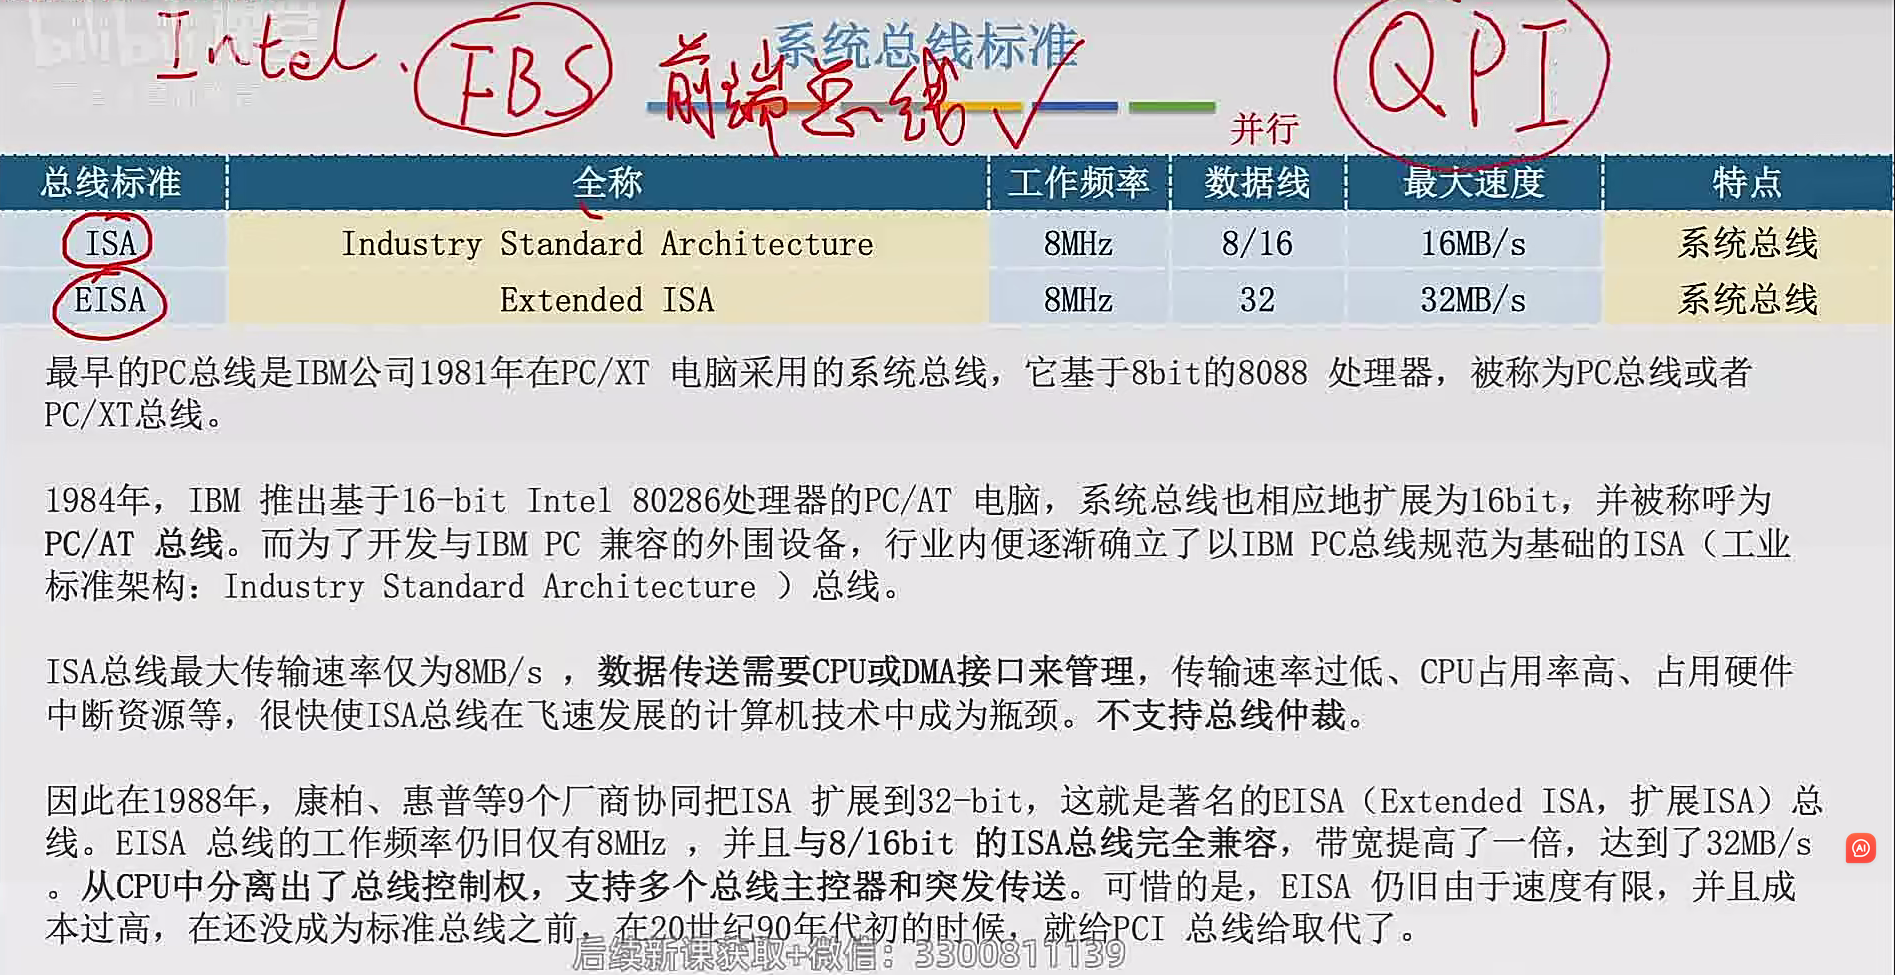 bilibili课堂
Intel. FBS 前端总线 QPI
系统总线标准
并行
总线标准 全称 工作频率 数据线 最大速度 特点
ISA Industry Standard Architecture 8MHz 8/16 16MB/s 系统总线
EISA Extended ISA 8MHz 32 32MB/s 系统总线
最早的PC总线是IBM公司1981年在PC/XT 电脑采用的系统总线，它基于8bit的8088 处理器，被称为PC总线或者
PC/XT总线。
1984年，IBM 推出基于16-bit Intel 80286处理器的PC/AT 电脑，系统总线也相应地扩展为16bit，并被称呼为
PC/AT 总线。而为了开发与IBM PC 兼容的外围设备，行业内便逐渐确立了以IBM PC总线规范为基础的ISA（工业
标准架构：Industry Standard Architecture ）总线。
ISA总线最大传输速率仅为8MB/s ，数据传送需要CPU或DMA接口来管理，传输速率过低、CPU占用率高、占用硬件
中断资源等，很快使ISA总线在飞速发展的计算机技术中成为瓶颈。不支持总线仲裁。
因此在1988年，康柏、惠普等9个厂商协同把ISA 扩展到32-bit，这就是著名的EISA（Extended ISA，扩展ISA）总
线。EISA 总线的工作频率仍旧仅有8MHz ，并且与8/16bit 的ISA总线完全兼容，带宽提高了一倍，达到了32MB/s
。从CPU中分离出了总线控制权，支持多个总线主控器和突发传送。可惜的是，EISA 仍旧由于速度有限，并且成
本过高，在还没成为标准总线之前，在20世纪90年代初的时候，就给PCI 总线给取代了。
后续新课获取+微信：3300811139
AI